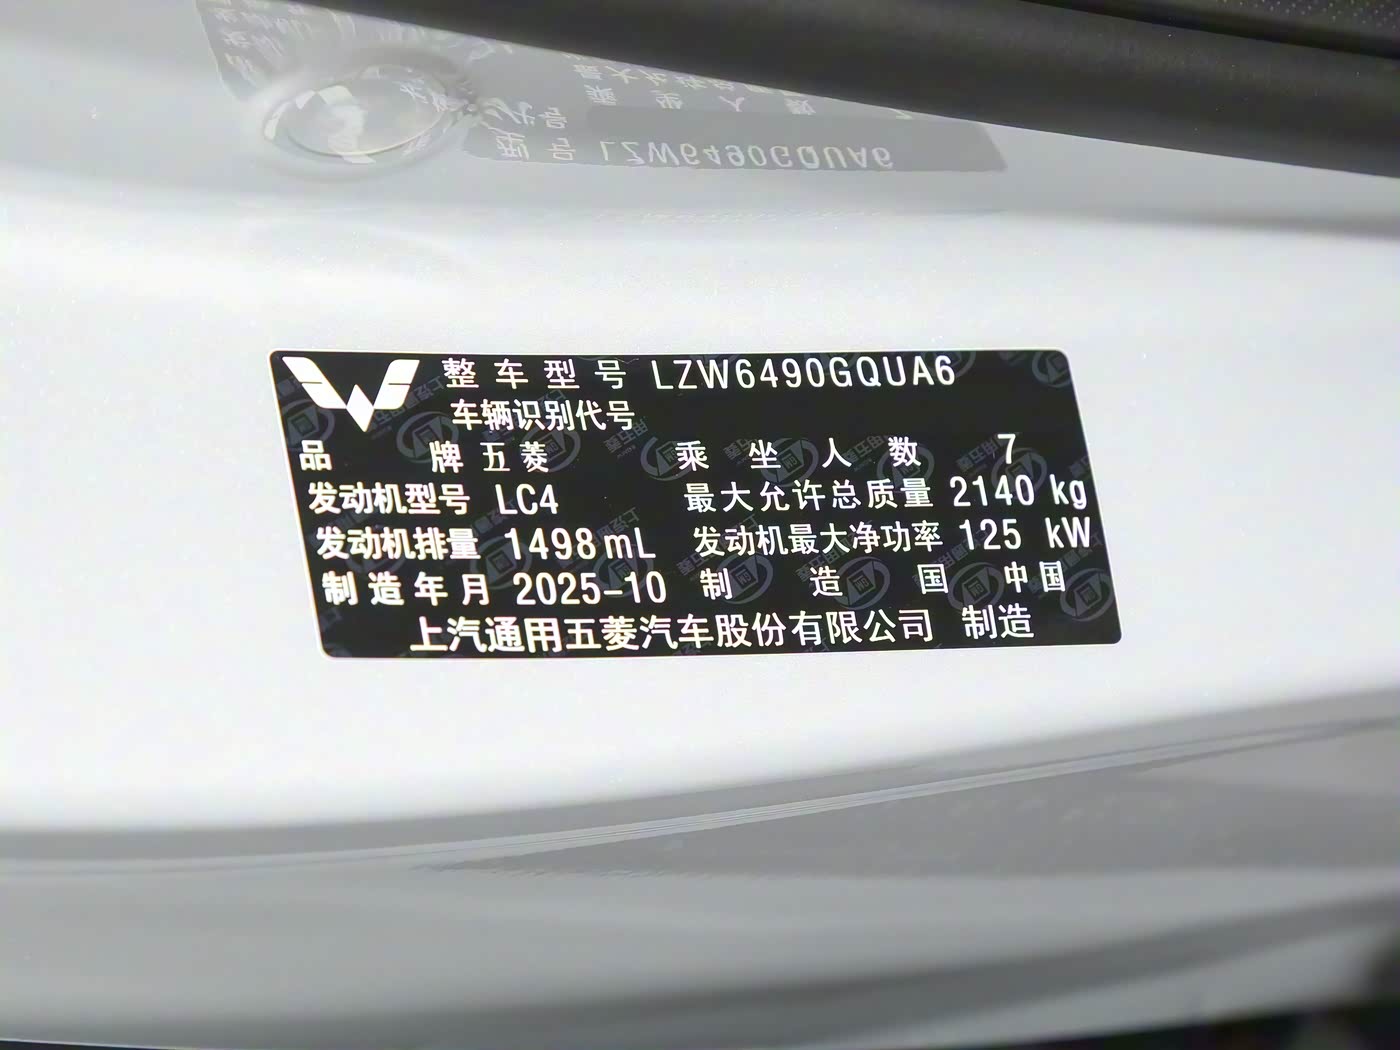 整车型号 LZW6490GQUA6
车辆识别代号
品牌 五菱 乘坐人数 7
发动机型号 LC4 最大允许总质量 2140 kg
发动机排量 1498mL 发动机最大净功率 125 kW
制造年月 2025-10 制造国 中国
上汽通用五菱汽车股份有限公司 制造